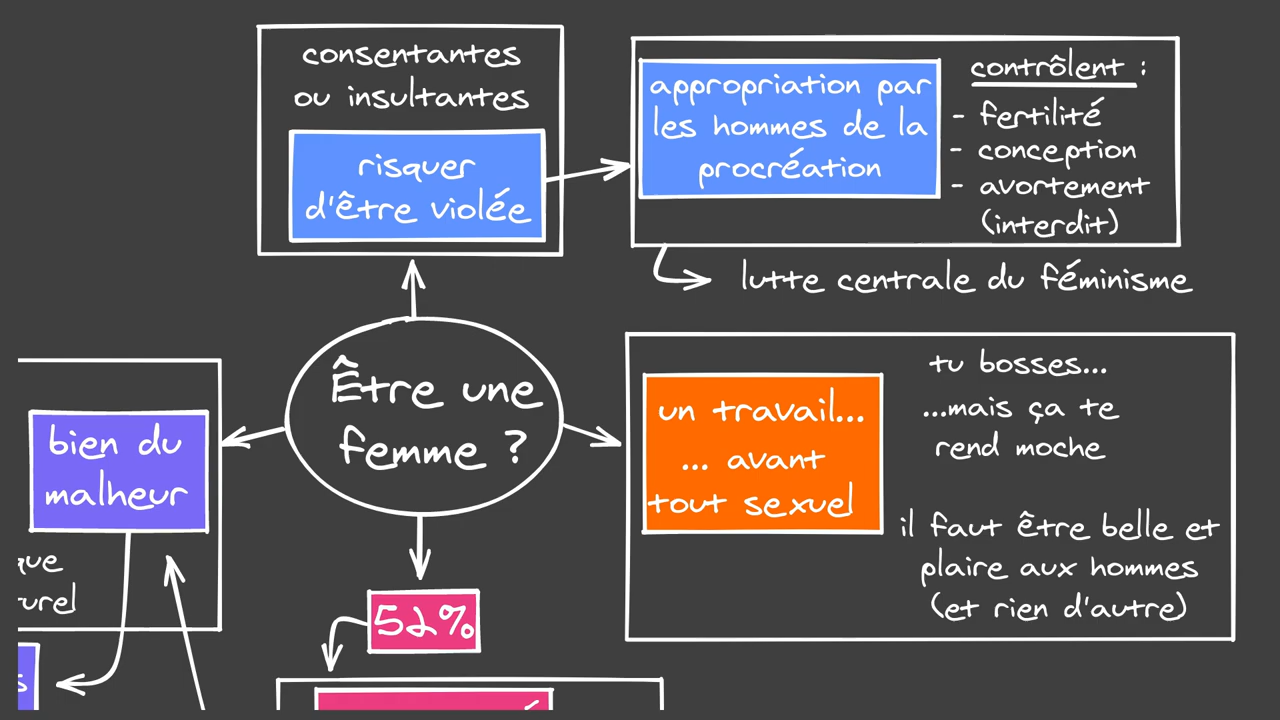 consentantes
ou insultantes
risquer
d'être violée
appropriation par
les hommes de la
procréation
contrôlent :
- fertilité
- conception
- avortement
(interdit)
lutte centrale du féminisme
Être une
femme ?
bien du
malheur
un travail...
... avant
tout sexuel
tu bosses...
...mais ça te
rend moche
il faut être belle et
plaire aux hommes
(et rien d'autre)
52%